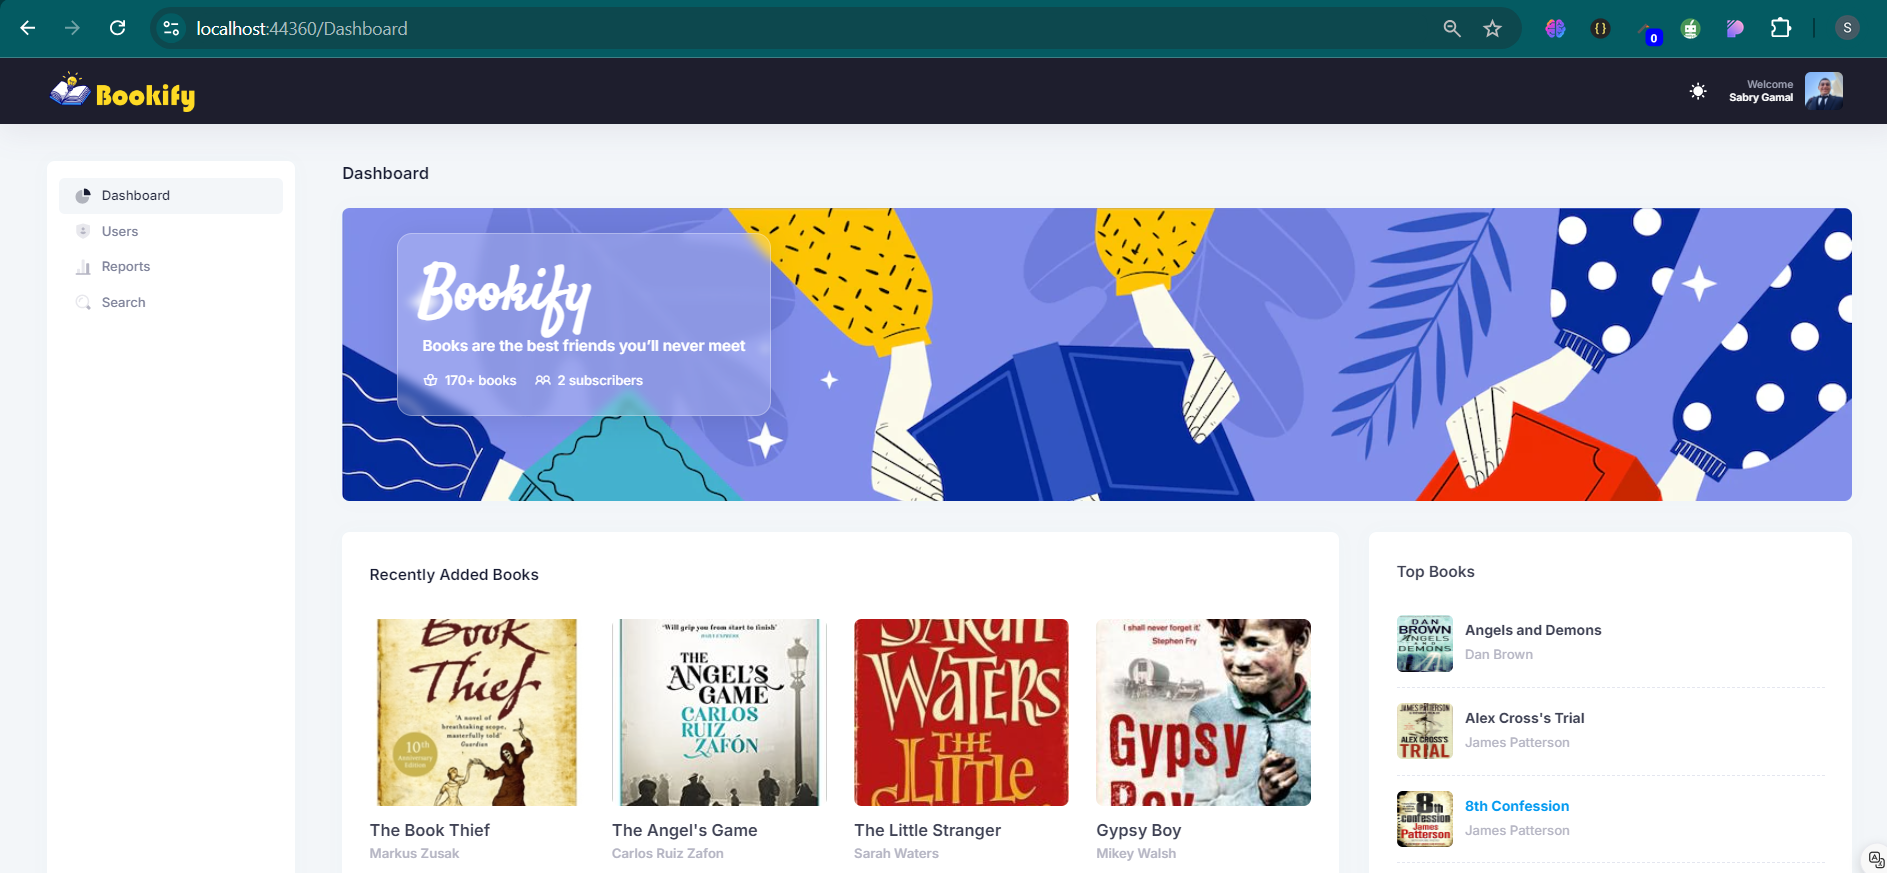 localhost:44360/Dashboard
0
S
Bookify
Welcome
Sabry Gamal
Dashboard
Users
Reports
Search
Dashboard
Bookify
Books are the best friends you’ll never meet
170+ books 2 subscribers
Recently Added Books
Book
Thief
'A novel of
breathtaking scope,
masterfully told'
Guardian
10th
Anniversary
Edition
The Book Thief
Markus Zusak
'Will grip you from start to finish'
DAILY EXPRESS
THE
ANGEL'S
GAME
CARLOS
RUIZ
ZAFÓN
The Angel's Game
Carlos Ruiz Zafon
SARAH
WATERS
THE
LITTLE
The Little Stranger
Sarah Waters
I shall never forget it.'
Stephen Fry
Gypsy
Boy
Gypsy Boy
Mikey Walsh
Top Books
DAN
BROWN
ANGELS
AND
DEMONS
Angels and Demons
Dan Brown
JAMES PATTERSON
ALEX CROSS'S
TRIAL
Alex Cross's Trial
James Patterson
8th
confession
James
Patterson
8th Confession
James Patterson